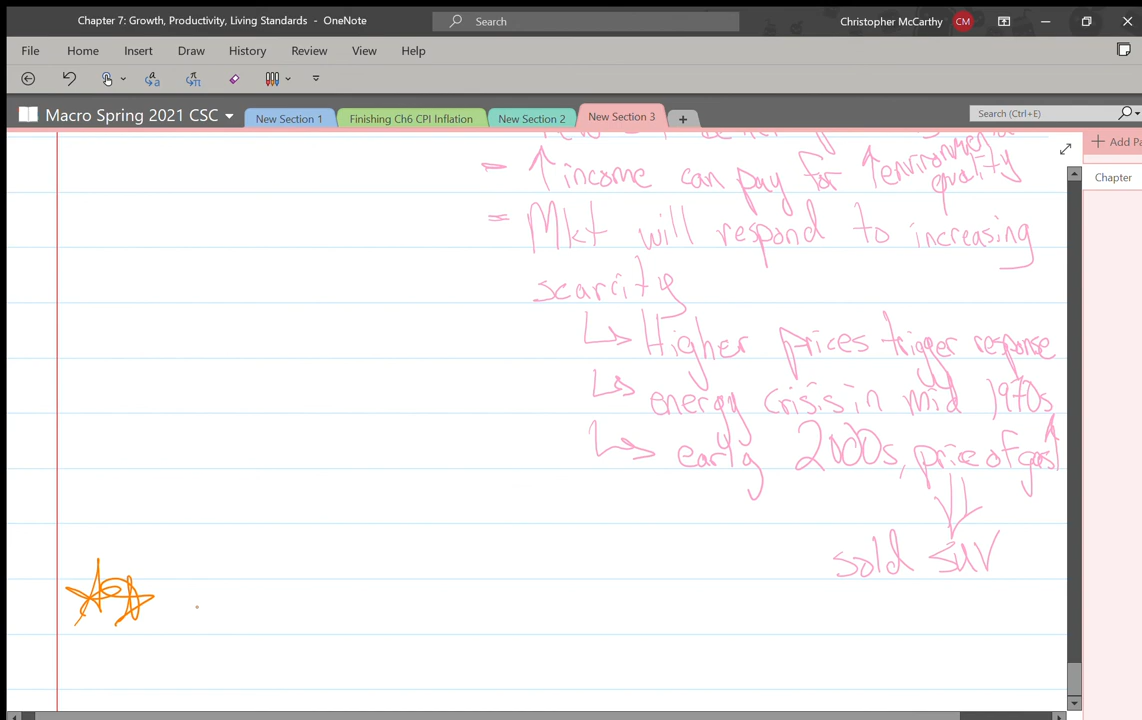 Chapter 7: Growth, Productivity, Living Standards - OneNote
Search
Christopher McCarthy CM
File Home Insert Draw History Review View Help
Macro Spring 2021 CSC
New Section 1
Finishing Ch6 CPI Inflation
New Section 2
New Section 3
+
Search (Ctrl+E)
+ Add Pa
Chapter
= ↑ income can pay for ↑ environmental quality
= Mkt will respond to increasing
scarcity
↳ Higher prices trigger response
↳ energy crisis in mid 1970s
↳ early 2000s, price of gas ↑
sold SUV